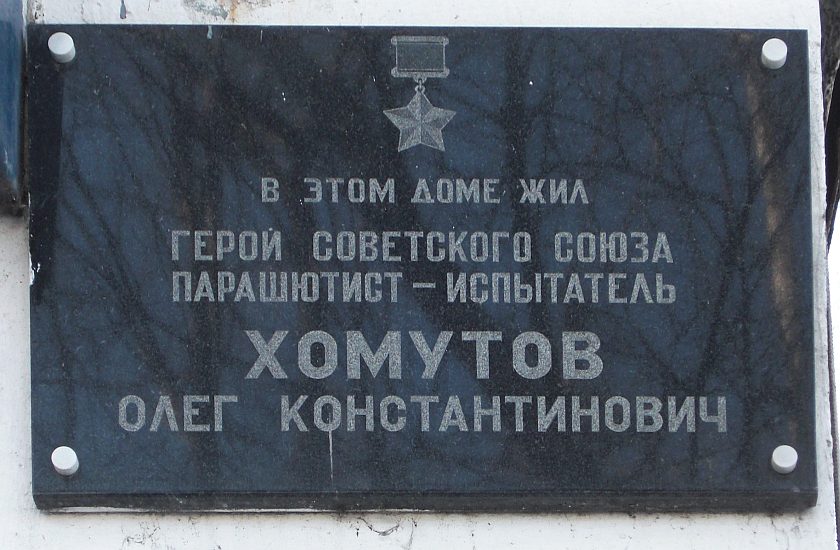 В ЭТОМ ДОМЕ ЖИЛ
ГЕРОЙ СОВЕТСКОГО СОЮЗА
ПАРАШЮТИСТ – ИСПЫТАТЕЛЬ
ХОМУТОВ
ОЛЕГ КОНСТАНТИНОВИЧ